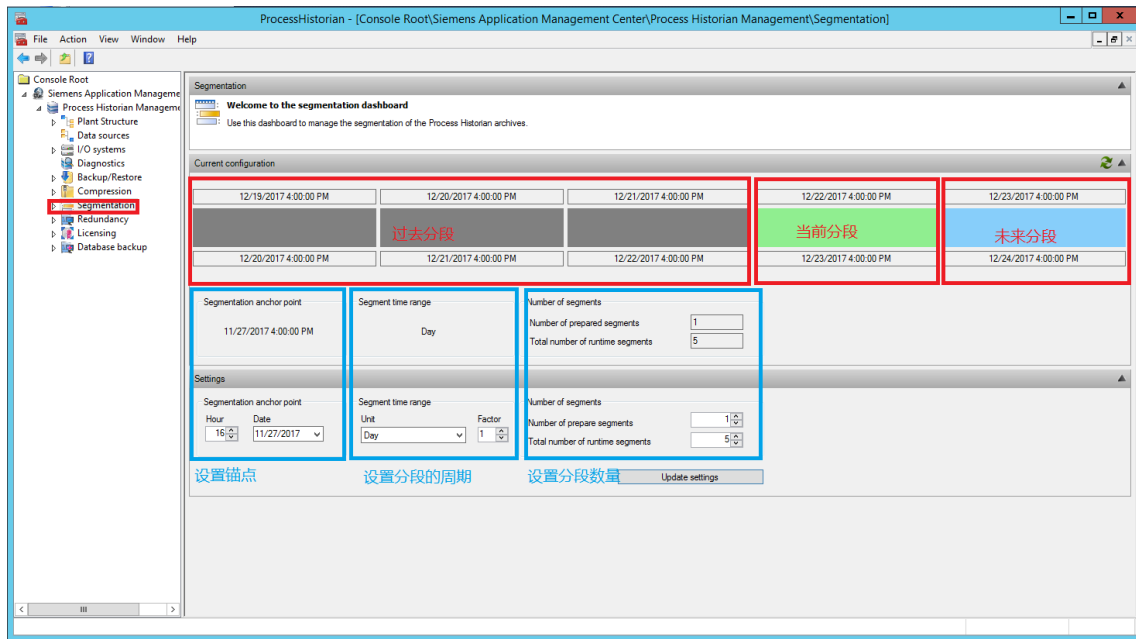 ProcessHistorian - [Console Root\Siemens Application Management Center\Process Historian Management\Segmentation]
File Action View Window Help
Console Root
Siemens Application Manageme
Process Historian Manageme
Plant Structure
Data sources
I/O systems
Diagnostics
Backup/Restore
Compression
Segmentation
Redundancy
Licensing
Database backup
Segmentation
Welcome to the segmentation dashboard
Use this dashboard to manage the segmentation of the Process Historian archives.
Current configuration
12/19/2017 4:00:00 PM 12/20/2017 4:00:00 PM 12/21/2017 4:00:00 PM 12/22/2017 4:00:00 PM 12/23/2017 4:00:00 PM
过去分段 当前分段 未来分段
12/20/2017 4:00:00 PM 12/21/2017 4:00:00 PM 12/22/2017 4:00:00 PM 12/23/2017 4:00:00 PM 12/24/2017 4:00:00 PM
Segmentation anchor point Segment time range Number of segments
11/27/2017 4:00:00 PM Day Number of prepared segments 1
Total number of runtime segments 5
Settings
Segmentation anchor point Segment time range Number of segments
Hour Date Unit Factor Number of prepare segments 1
16 11/27/2017 Day 1 Total number of runtime segments 5
设置锚点 设置分段的周期 设置分段数量 Update settings